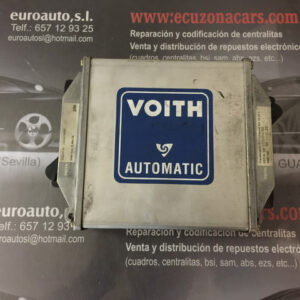 euroauto,s.l.
Telf.: 657 12 93 25
euroautosl@hotmail.com
www.ecuzonacars.com
Reparación y codificación de centralitas
Venta y distribución de repuestos electrónicos
(cuadros, centralitas, bsi, sam, abs, ezs, etc...)
VOITH
AUTOMATIC
(Sevilla)
euroauto,s.l.
Telf.: 657 12 93 25
euroautosl@hotmail.com
Reparación y codificación de centralitas
Venta y distribución de repuestos electrónico
(cuadros, centralitas, bsi, sam, abs, ezs, etc...)